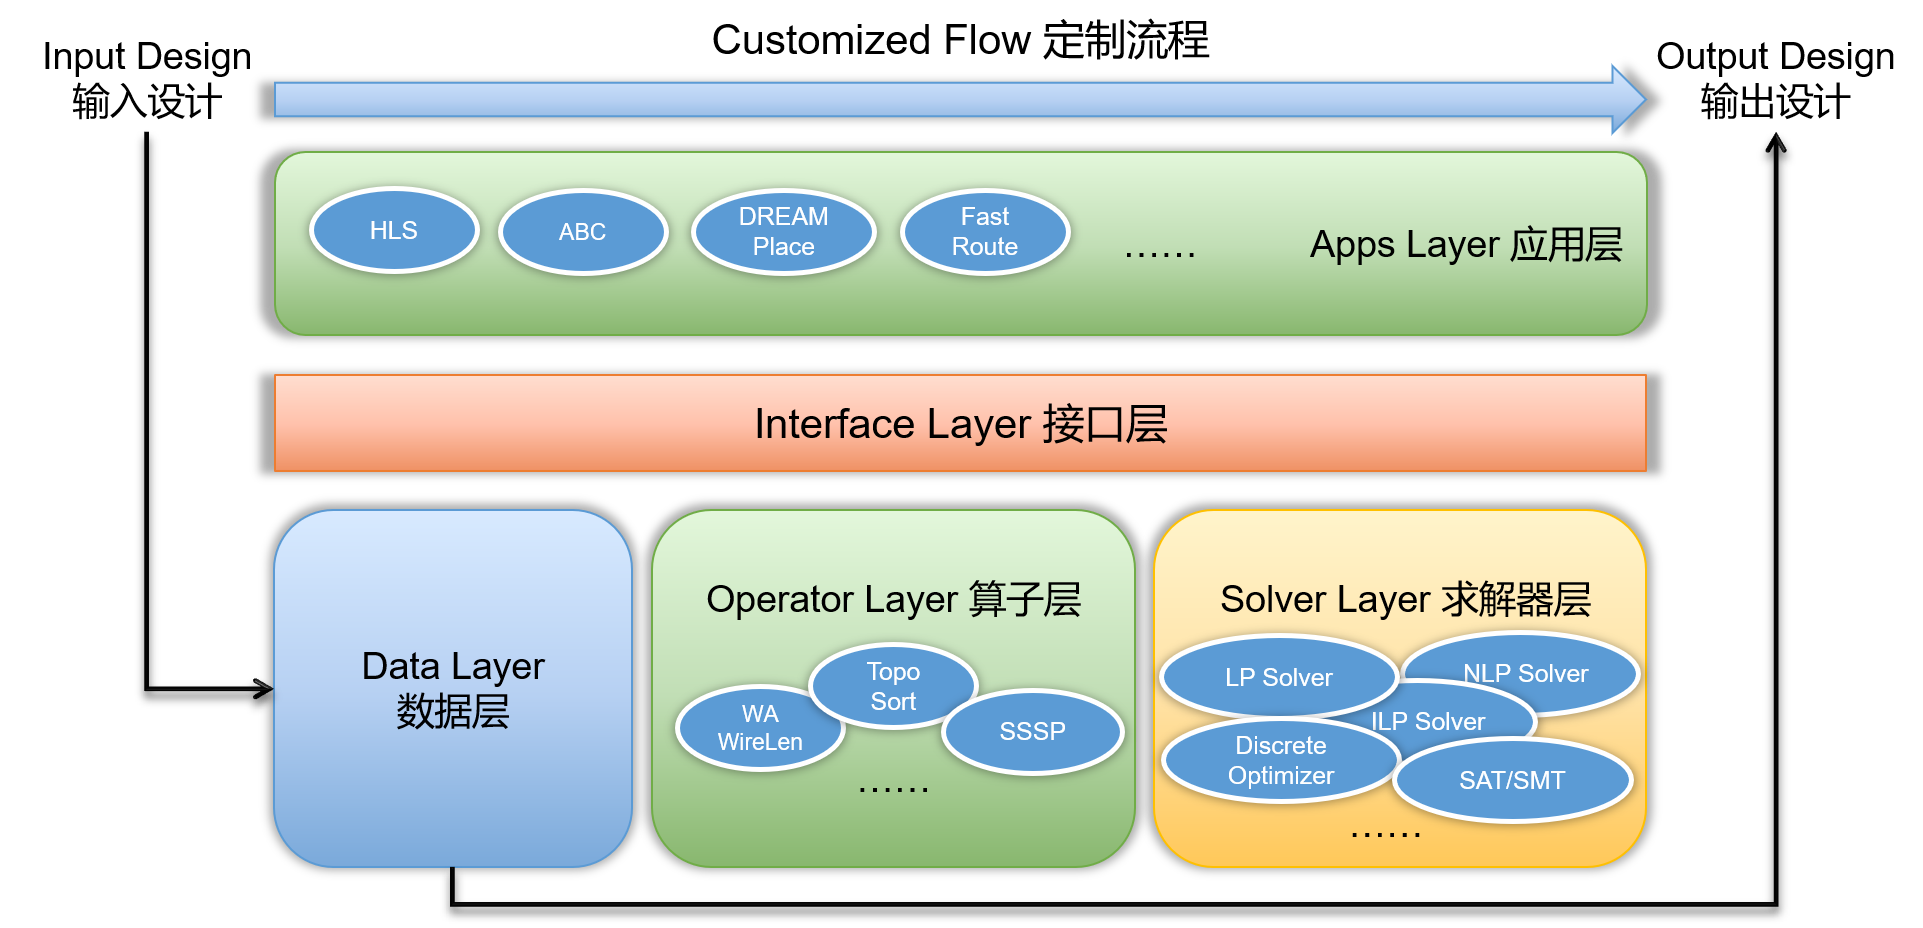 Customized Flow 定制流程
Input Design
输入设计
Output Design
输出设计
HLS
ABC
DREAM
Place
Fast
Route
......
Apps Layer 应用层
Interface Layer 接口层
Data Layer
数据层
Operator Layer 算子层
WA
WireLen
Topo
Sort
SSSP
......
Solver Layer 求解器层
LP Solver
NLP Solver
ILP Solver
Discrete
Optimizer
SAT/SMT
......